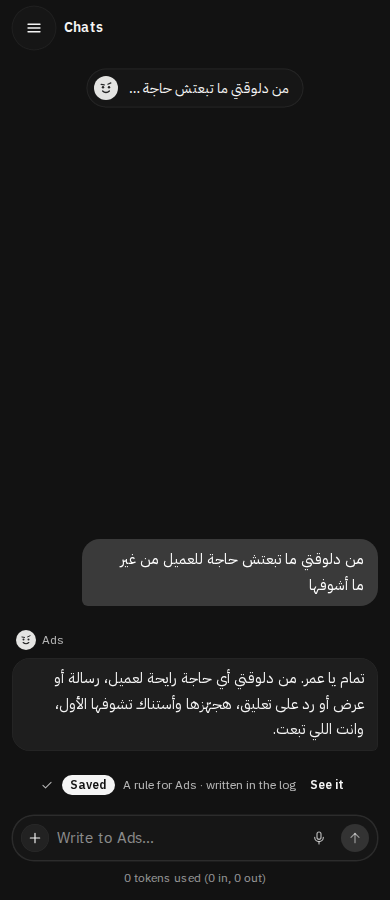 Chats
من دلوقتي ما تبعتش حاجة ...
من دلوقتي ما تبعتش حاجة للعميل من غير
ما أشوفها
Ads
تمام يا عمر. من دلوقتي أي حاجة رايحة لعميل، رسالة أو
عرض أو رد على تعليق، هجهّزها وأستناك تشوفها الأول،
وانت اللي تبعت.
Saved A rule for Ads · written in the log See it
Write to Ads...
0 tokens used (0 in, 0 out)